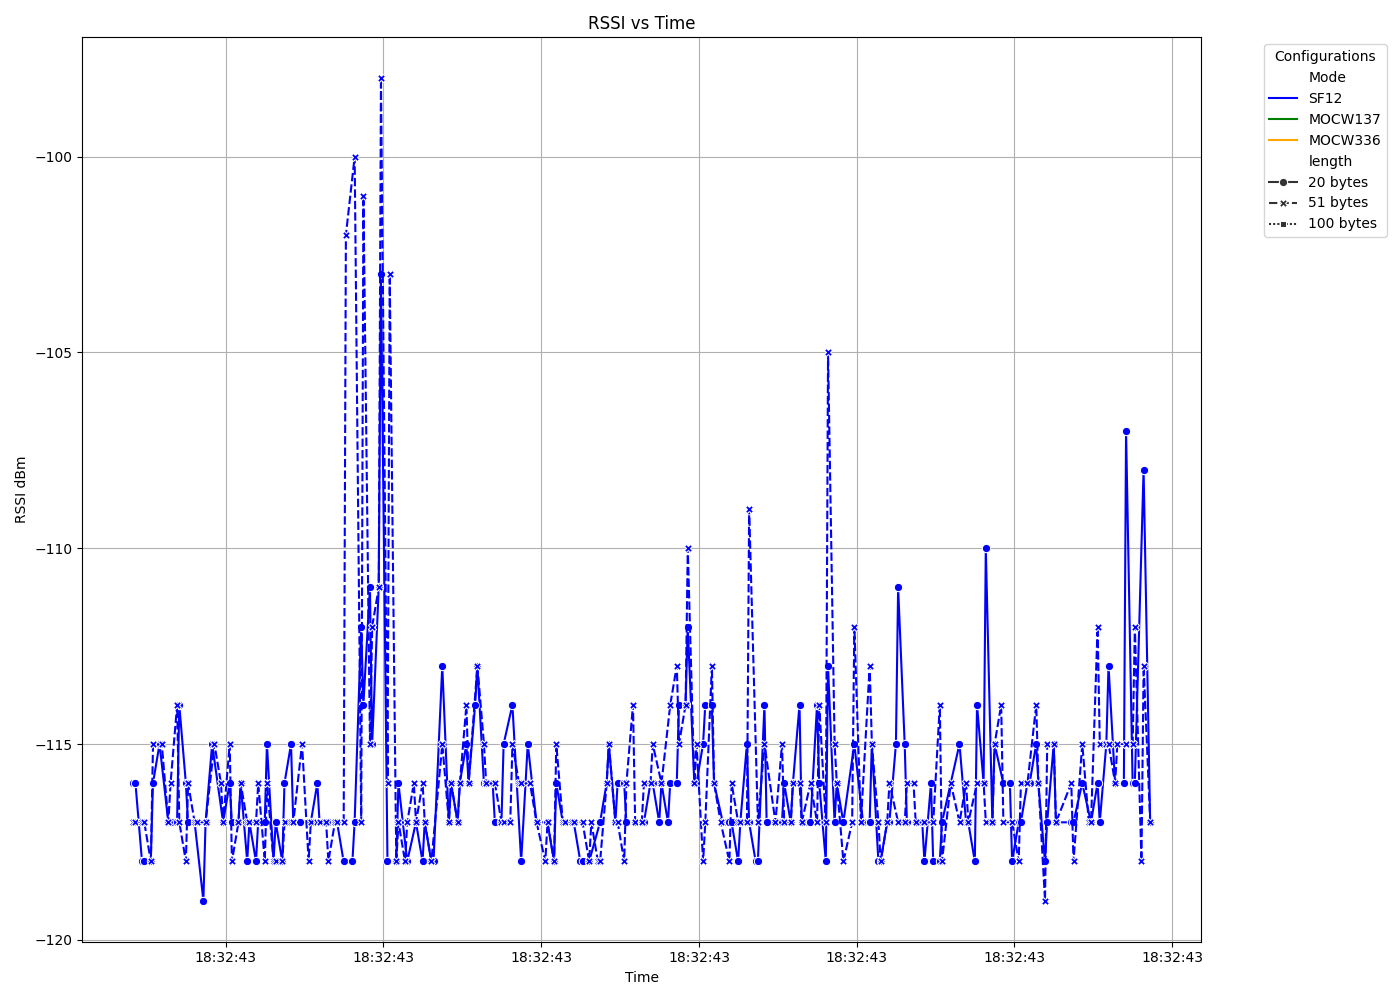 RSSI vs Time
Configurations
Mode
SF12
MOCW137
MOCW336
length
20 bytes
51 bytes
100 bytes
RSSI dBm
−100
−105
−110
−115
−120
18:32:43 18:32:43 18:32:43 18:32:43 18:32:43 18:32:43 18:32:43
Time